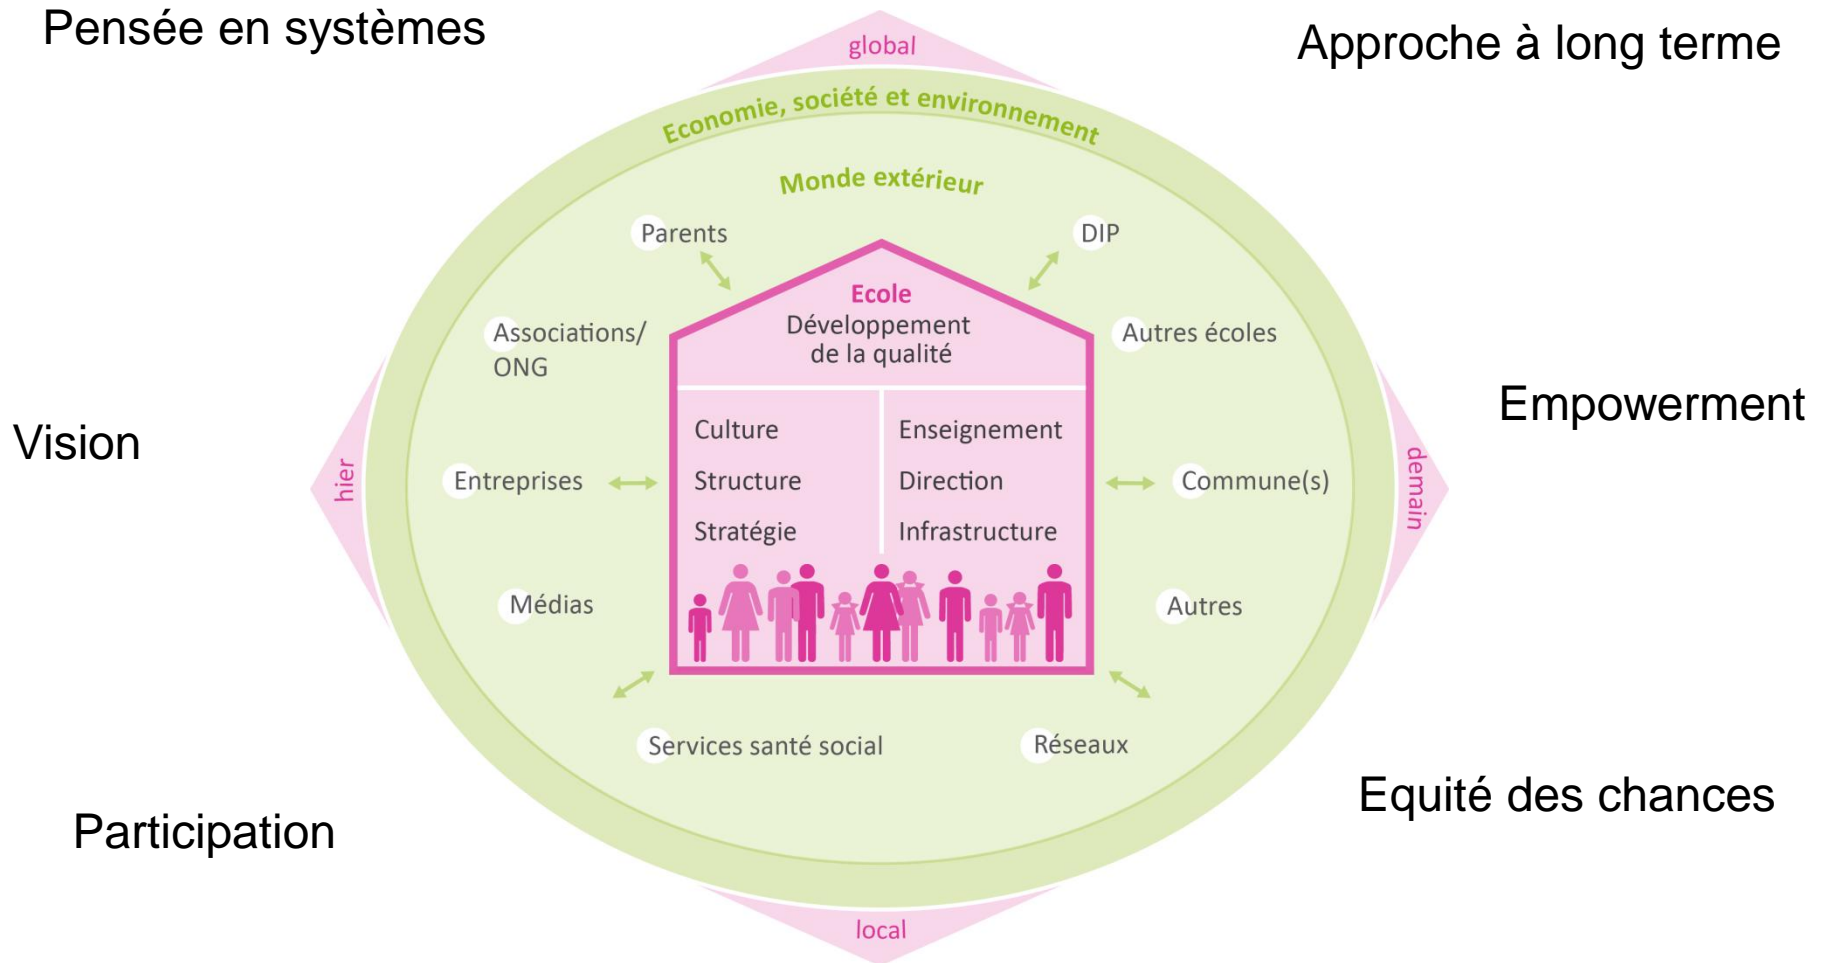 Pensée en systèmes
Approche à long terme
global
Economie, société et environnement
Monde extérieur
Parents
DIP
Ecole
Développement
de la qualité
Associations/
ONG
Autres écoles
Vision
Empowerment
hier
demain
Culture
Enseignement
Entreprises
Structure
Direction
Commune(s)
Stratégie
Infrastructure
Médias
Autres
Services santé social
Réseaux
Participation
Equité des chances
local